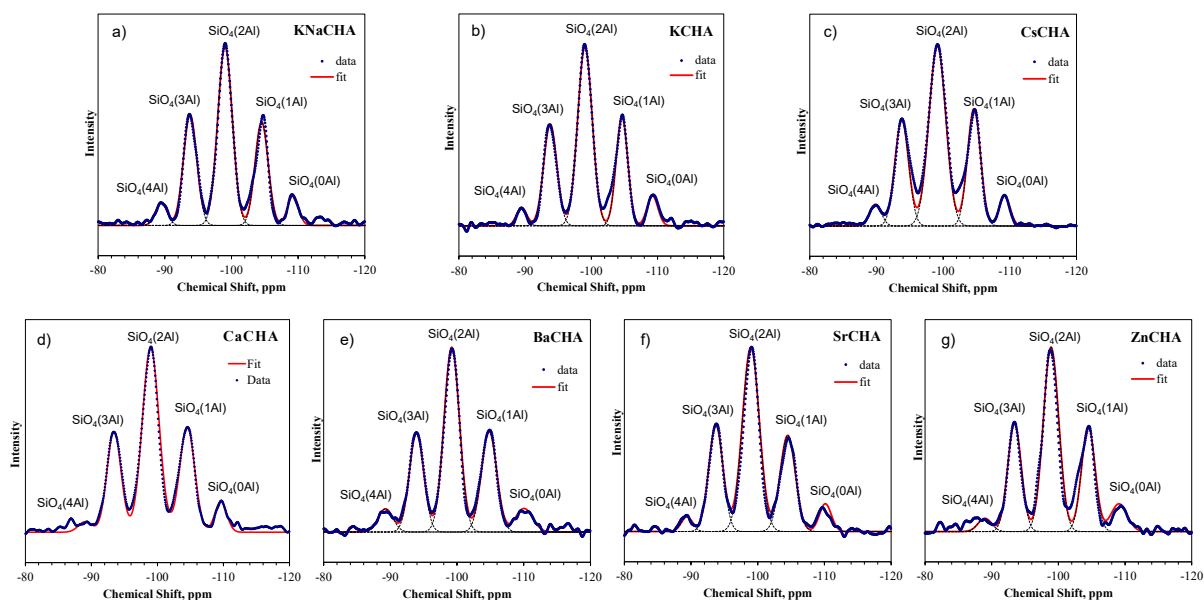 a)
KNaCHA
SiO₄(2Al)
data
fit
SiO₄(3Al)
SiO₄(1Al)
SiO₄(4Al)
SiO₄(0Al)
Intensity
-80 -90 -100 -110 -120
Chemical Shift, ppm
b)
KCHA
SiO₄(2Al)
data
fit
SiO₄(3Al)
SiO₄(1Al)
SiO₄(4Al)
SiO₄(0Al)
Intensity
-80 -90 -100 -110 -120
Chemical Shift, ppm
c)
CsCHA
SiO₄(2Al)
data
fit
SiO₄(3Al)
SiO₄(1Al)
SiO₄(4Al)
SiO₄(0Al)
Intensity
-80 -90 -100 -110 -120
Chemical Shift, ppm
d)
CaCHA
SiO₄(2Al)
Fit
Data
SiO₄(3Al)
SiO₄(1Al)
SiO₄(4Al)
SiO₄(0Al)
Intensity
-80 -90 -100 -110 -120
Chemical Shift, ppm
e)
BaCHA
SiO₄(2Al)
data
fit
SiO₄(3Al)
SiO₄(1Al)
SiO₄(4Al)
SiO₄(0Al)
Intensity
-80 -90 -100 -110 -120
Chemical Shift, ppm
f)
SrCHA
SiO₄(2Al)
data
fit
SiO₄(3Al)
SiO₄(1Al)
SiO₄(4Al)
SiO₄(0Al)
Intensity
-80 -90 -100 -110 -120
Chemical Shift, ppm
g)
ZnCHA
SiO₄(2Al)
data
fit
SiO₄(3Al)
SiO₄(1Al)
SiO₄(4Al)
SiO₄(0Al)
Intensity
-80 -90 -100 -110 -120
Chemical Shift, ppm